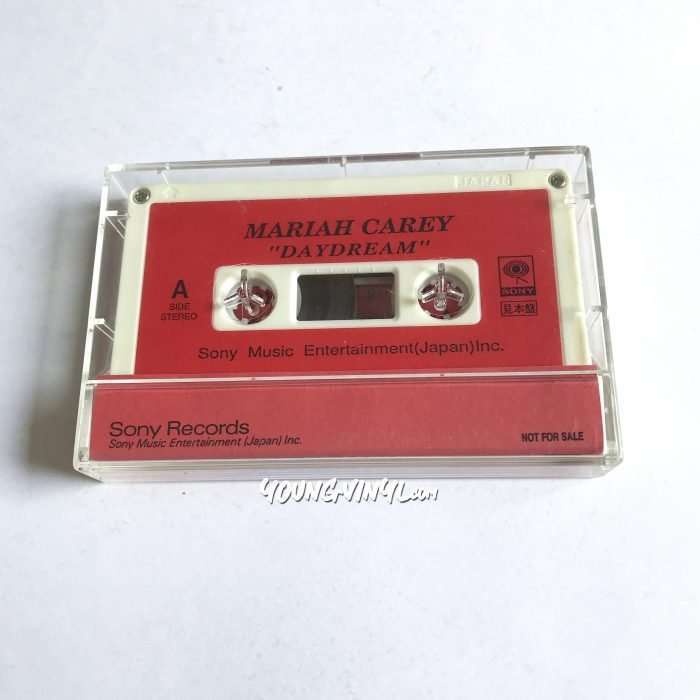 JAPAN
MARIAH CAREY
"DAYDREAM"
A
SIDE
STEREO
SONY
見本盤
Sony Music Entertainment(Japan)Inc.
Sony Records
Sony Music Entertainment (Japan) Inc.
NOT FOR SALE
YOUNG4VINYL.com